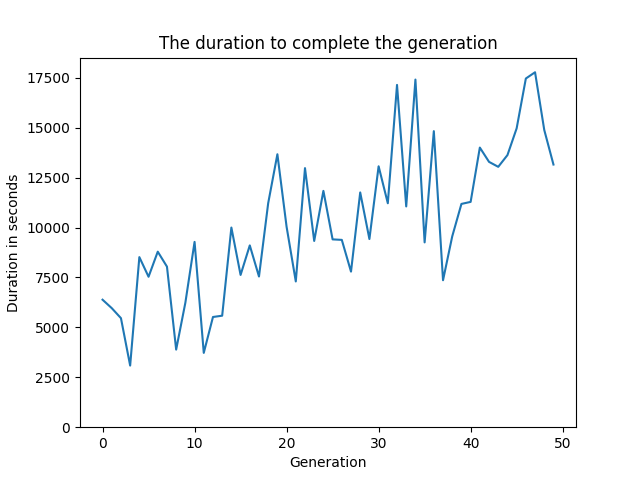 The duration to complete the generation
17500
15000
12500
10000
7500
5000
2500
0
Duration in seconds
0 10 20 30 40 50
Generation